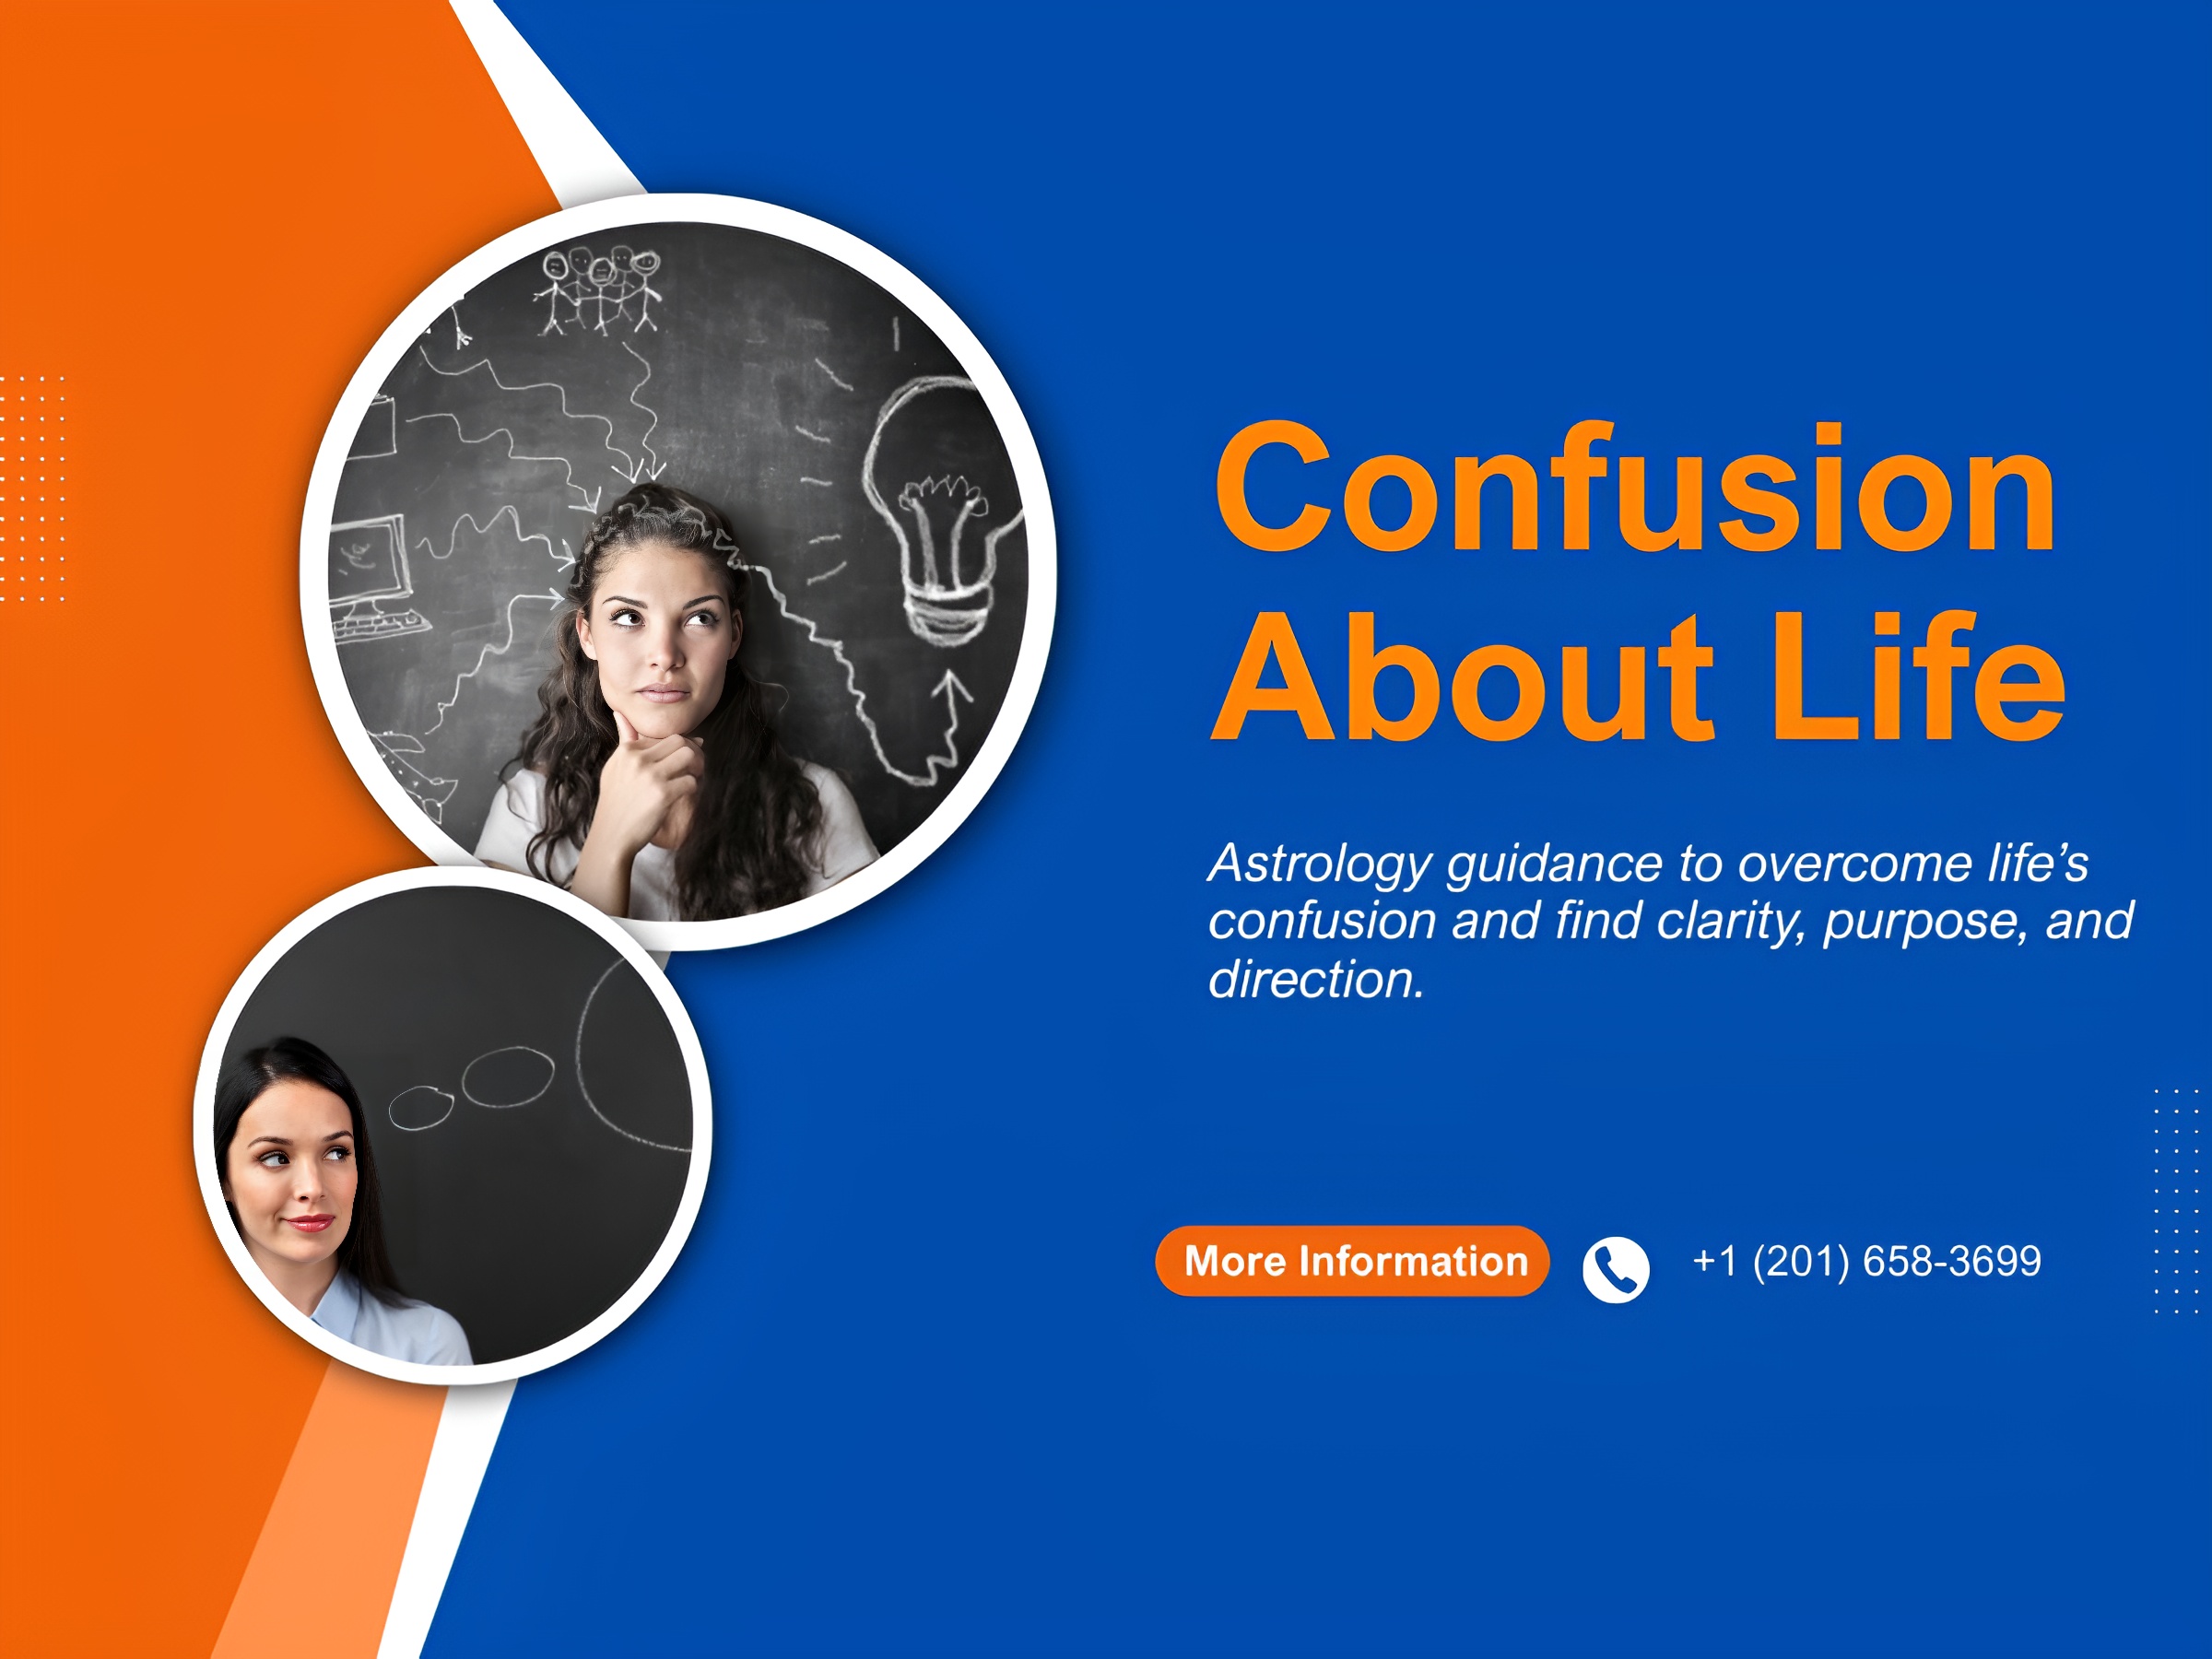 Confusion
About Life
Astrology guidance to overcome life’s
confusion and find clarity, purpose, and
direction.
More Information
+1 (201) 658-3699